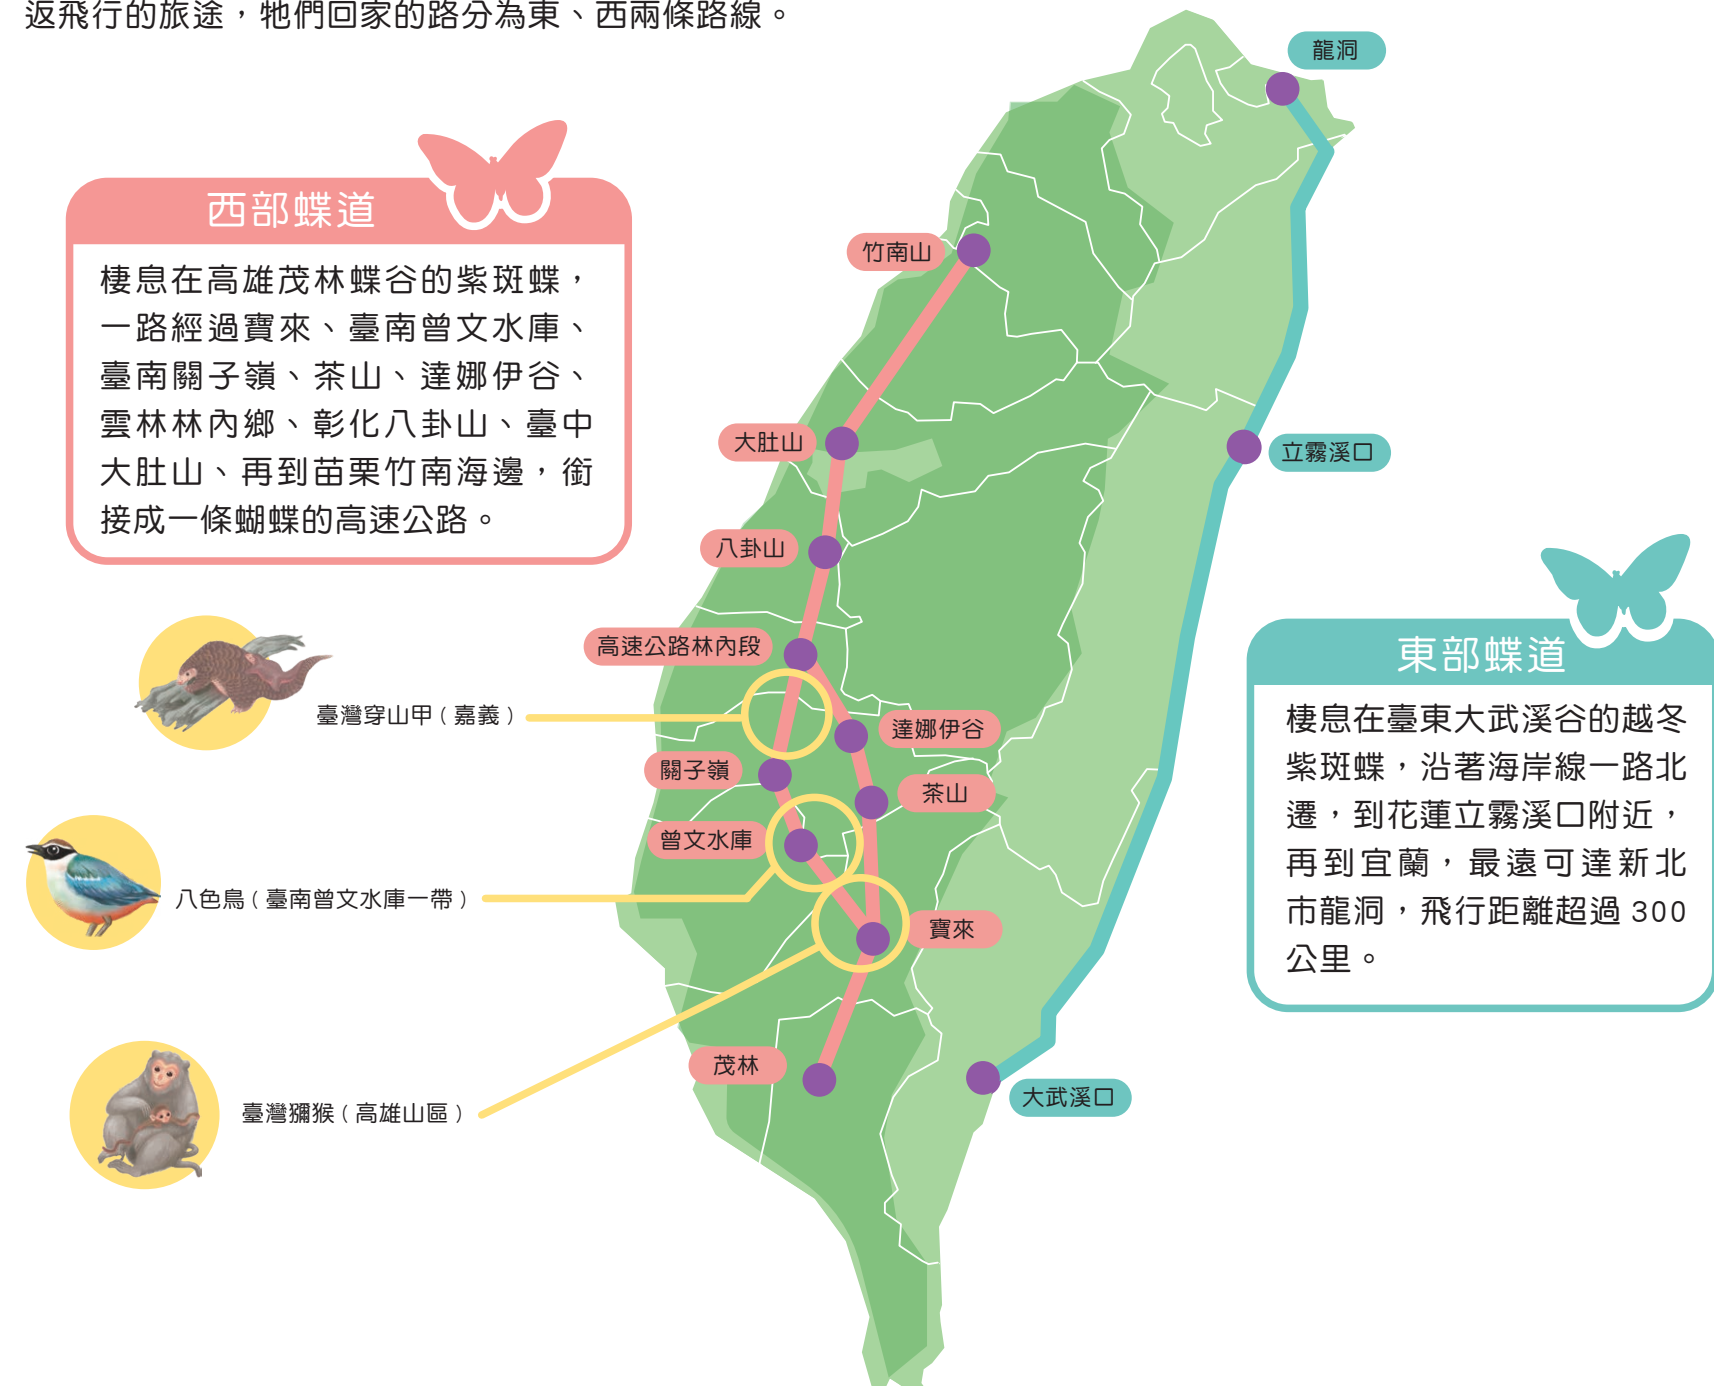 返飛行的旅途，牠們回家的路分為東、西兩條路線。
西部蝶道
棲息在高雄茂林蝶谷的紫斑蝶，
一路經過寶來、臺南曾文水庫、
臺南關子嶺、茶山、達娜伊谷、
雲林林內鄉、彰化八卦山、臺中
大肚山、再到苗栗竹南海邊，銜
接成一條蝴蝶的高速公路。
龍洞
竹南山
大肚山
立霧溪口
八卦山
高速公路林內段
臺灣穿山甲（嘉義）
達娜伊谷
關子嶺
茶山
曾文水庫
八色鳥（臺南曾文水庫一帶）
寶來
茂林
大武溪口
臺灣獼猴（高雄山區）
東部蝶道
棲息在臺東大武溪谷的越冬
紫斑蝶，沿著海岸線一路北
遷，到花蓮立霧溪口附近，
再到宜蘭，最遠可達新北
市龍洞，飛行距離超過 300
公里。